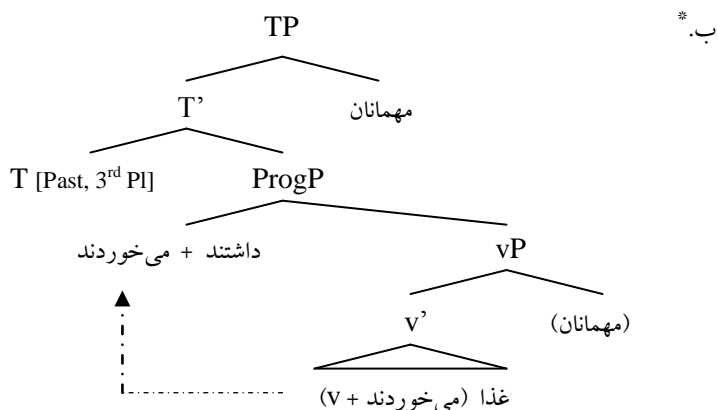 ب.*
TP
T’ مهمانان
T [Past, 3rd Pl] ProgP
داشتند + می‌خوردند vP
v’ (مهمانان)
غذا (می‌خوردند + v)